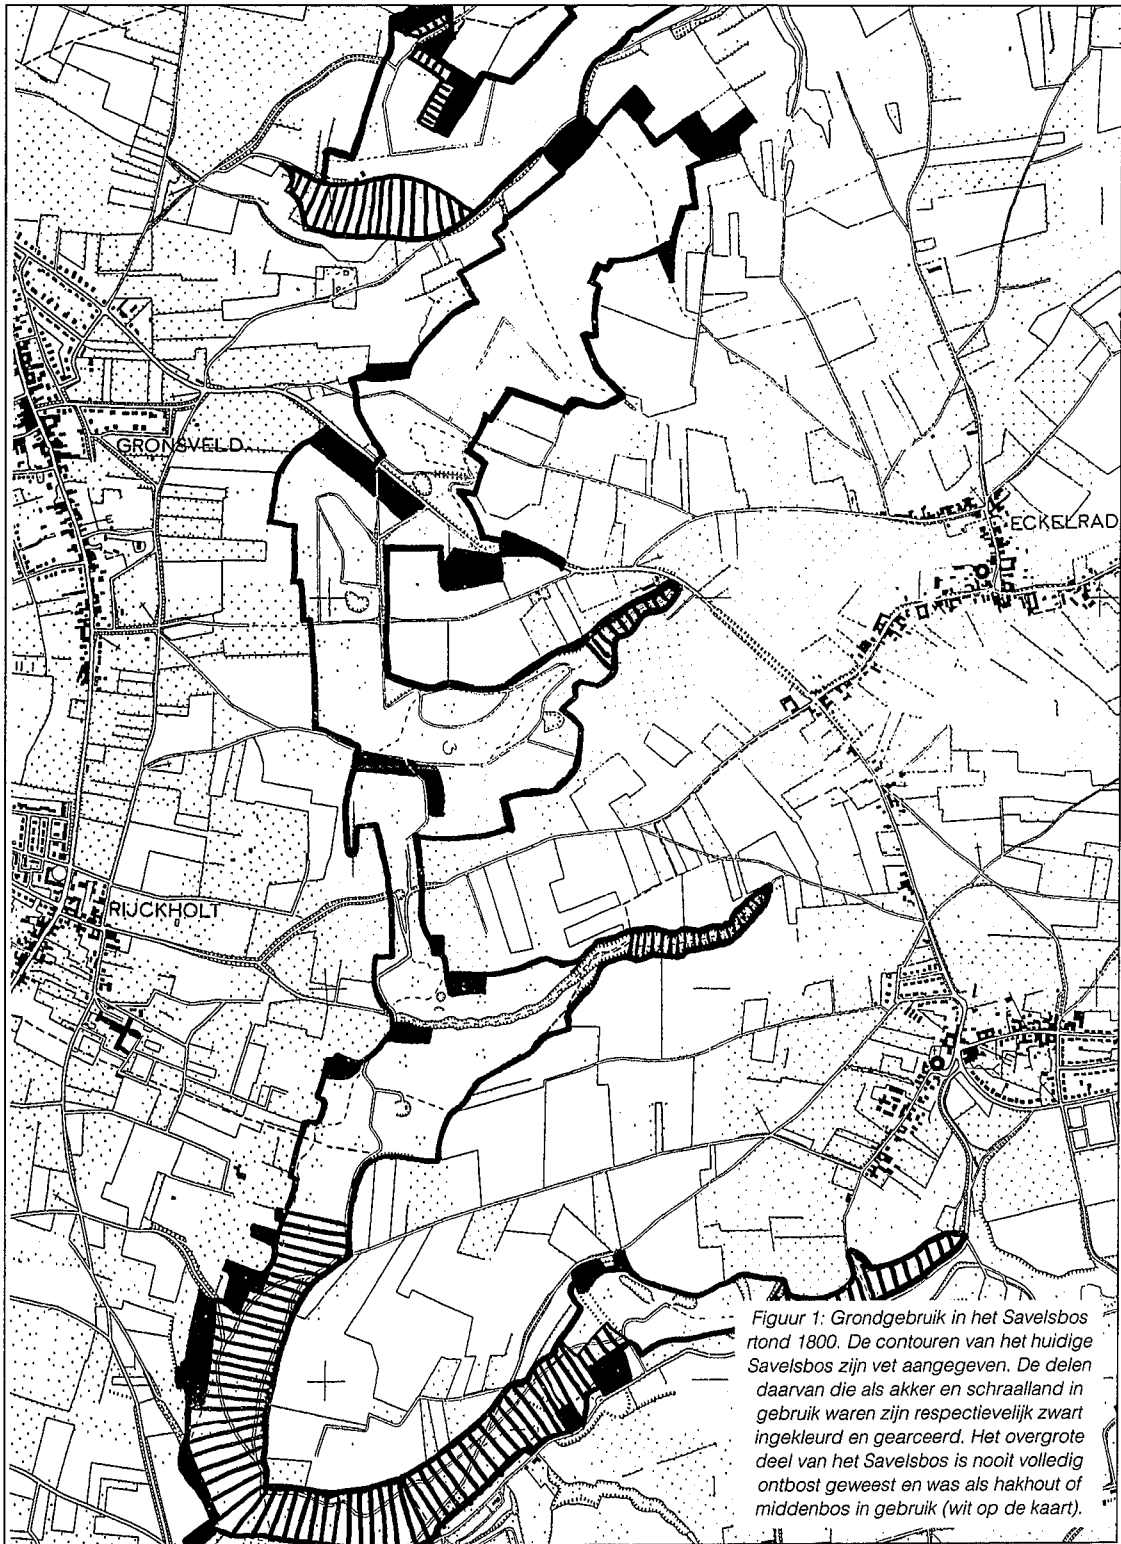 GRONSVELD
ECKELRAD
RIJCKHOLT
Figuur 1: Grondgebruik in het Savelsbos
rtond 1800. De contouren van het huidige
Savelsbos zijn vet aangegeven. De delen
daarvan die als akker en schraalland in
gebruik waren zijn respectievelijk zwart
ingekleurd en gearceerd. Het overgrote
deel van het Savelsbos is nooit volledig
ontbost geweest en was als hakhout of
middenbos in gebruik (wit op de kaart).